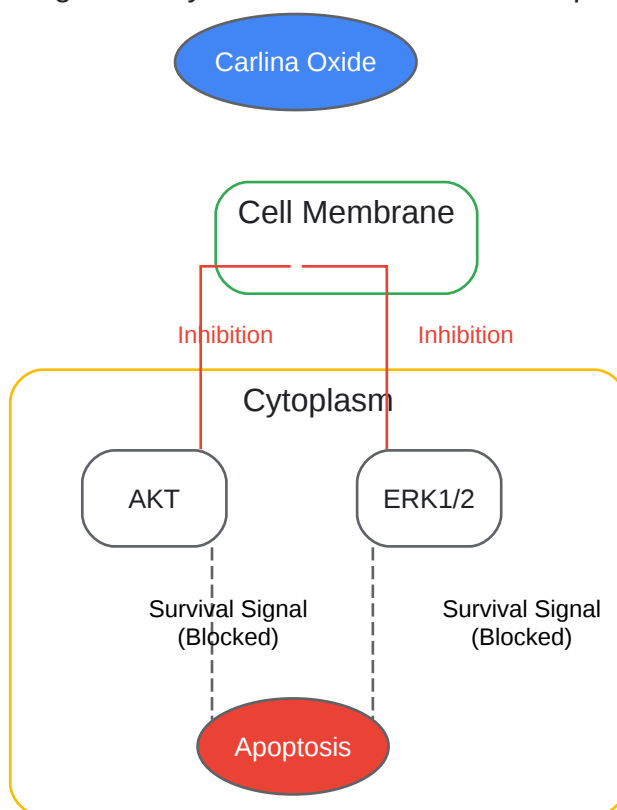 Carlina Oxide
Cell Membrane
Inhibition
Inhibition
Cytoplasm
AKT
ERK1/2
Survival Signal
(Blocked)
Survival Signal
(Blocked)
Apoptosis